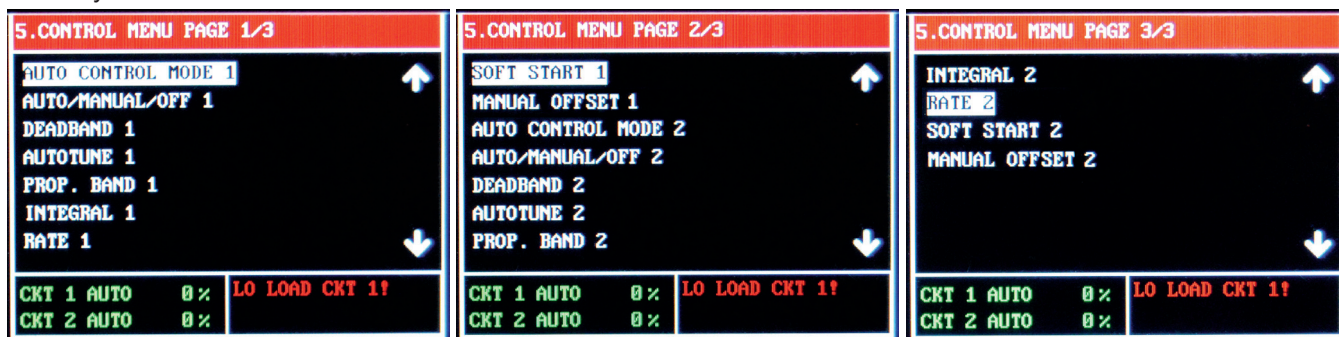 5.CONTROL MENU PAGE 1/3
AUTO CONTROL MODE 1
AUTO/MANUAL/OFF 1
DEADBAND 1
AUTOTUNE 1
PROP. BAND 1
INTEGRAL 1
RATE 1
CKT 1 AUTO 0%
CKT 2 AUTO 0%
LO LOAD CKT 1!
5.CONTROL MENU PAGE 2/3
SOFT START 1
MANUAL OFFSET 1
AUTO CONTROL MODE 2
AUTO/MANUAL/OFF 2
DEADBAND 2
AUTOTUNE 2
PROP. BAND 2
CKT 1 AUTO 0%
CKT 2 AUTO 0%
LO LOAD CKT 1!
5.CONTROL MENU PAGE 3/3
INTEGRAL 2
RATE 2
SOFT START 2
MANUAL OFFSET 2
CKT 1 AUTO 0%
CKT 2 AUTO 0%
LO LOAD CKT 1!